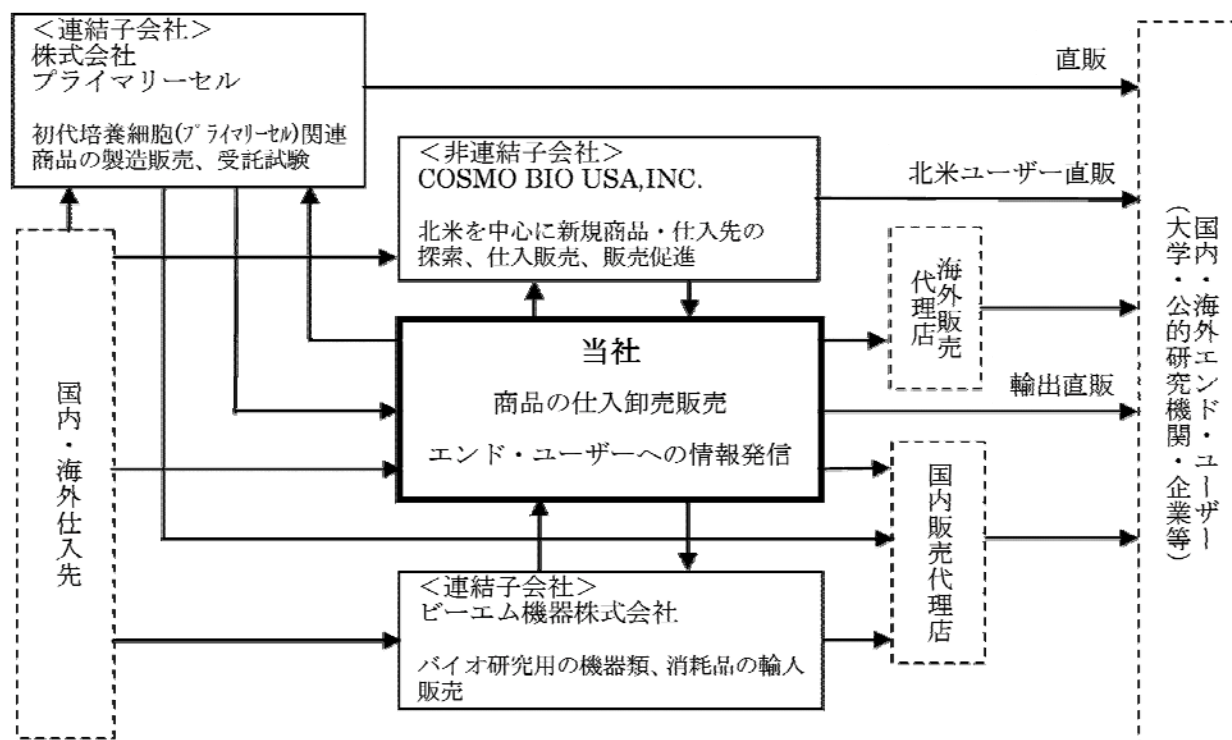 ＜連結子会社＞
株式会社
プライマリーセル
初代培養細胞(ﾌﾟﾗｲﾏﾘｰｾﾙ)関連
商品の製造販売、受託試験
直販
＜非連結子会社＞
COSMO BIO USA,INC.
北米を中心に新規商品・仕入先の
探索、仕入販売、販売促進
北米ユーザー直販
海外販売
代理店
当社
商品の仕入卸売販売
エンド・ユーザーへの情報発信
輸出直販
国内・海外仕入先
国内販売代理店
＜連結子会社＞
ビーエム機器株式会社
バイオ研究用の機器類、消耗品の輸入
販売
国内・海外エンド・ユーザー
(大学・公的研究機関・企業等)